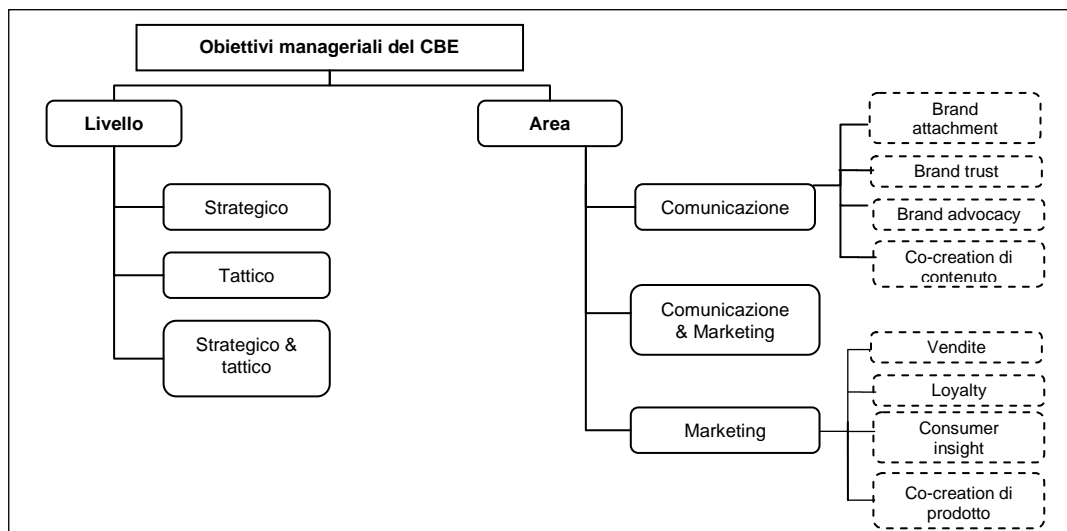 Obiettivi manageriali del CBE
Livello
Area
Strategico
Tattico
Strategico &
tattico
Comunicazione
Comunicazione
& Marketing
Marketing
Brand
attachment
Brand trust
Brand advocacy
Co-creation di
contenuto
Vendite
Loyalty
Consumer
insight
Co-creation di
prodotto